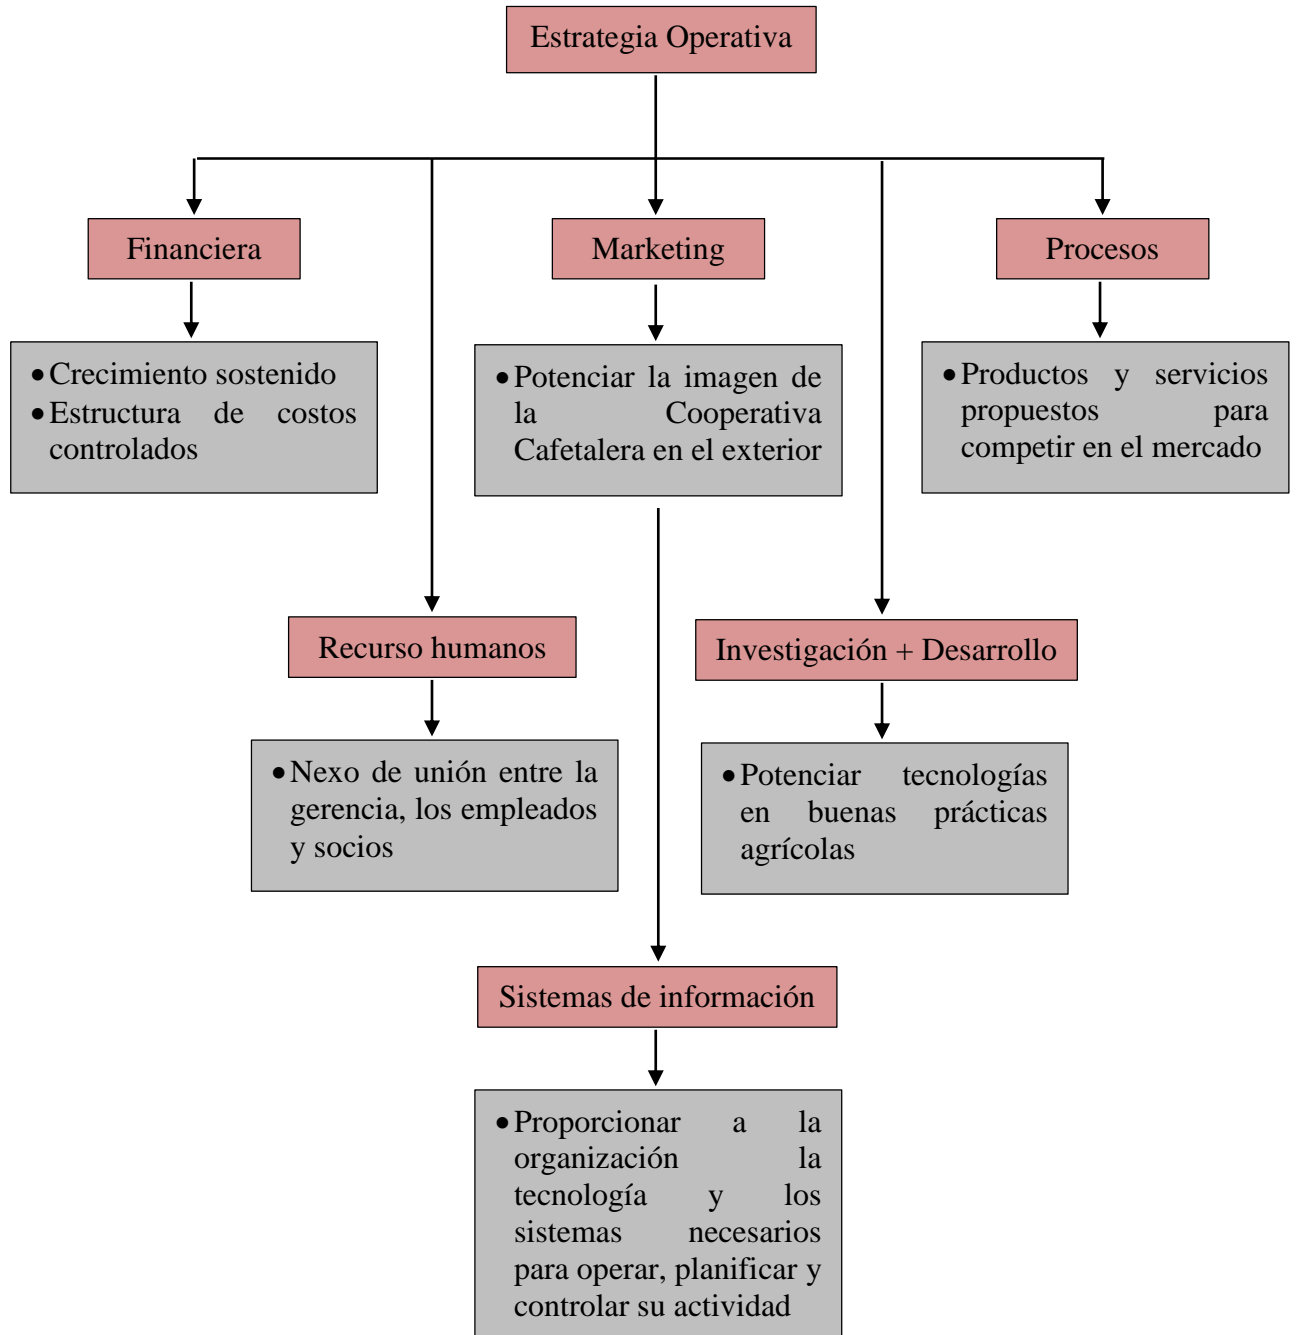 Estrategia Operativa
Financiera
Marketing
Procesos
•Crecimiento sostenido
•Estructura de costos
controlados
•Potenciar la imagen de
la Cooperativa
Cafetalera en el exterior
•Productos y servicios
propuestos para
competir en el mercado
Recurso humanos
Investigación + Desarrollo
•Nexo de unión entre la
gerencia, los empleados
y socios
•Potenciar tecnologías
en buenas prácticas
agrícolas
Sistemas de información
•Proporcionar a la
organización la
tecnología y los
sistemas necesarios
para operar, planificar y
controlar su actividad